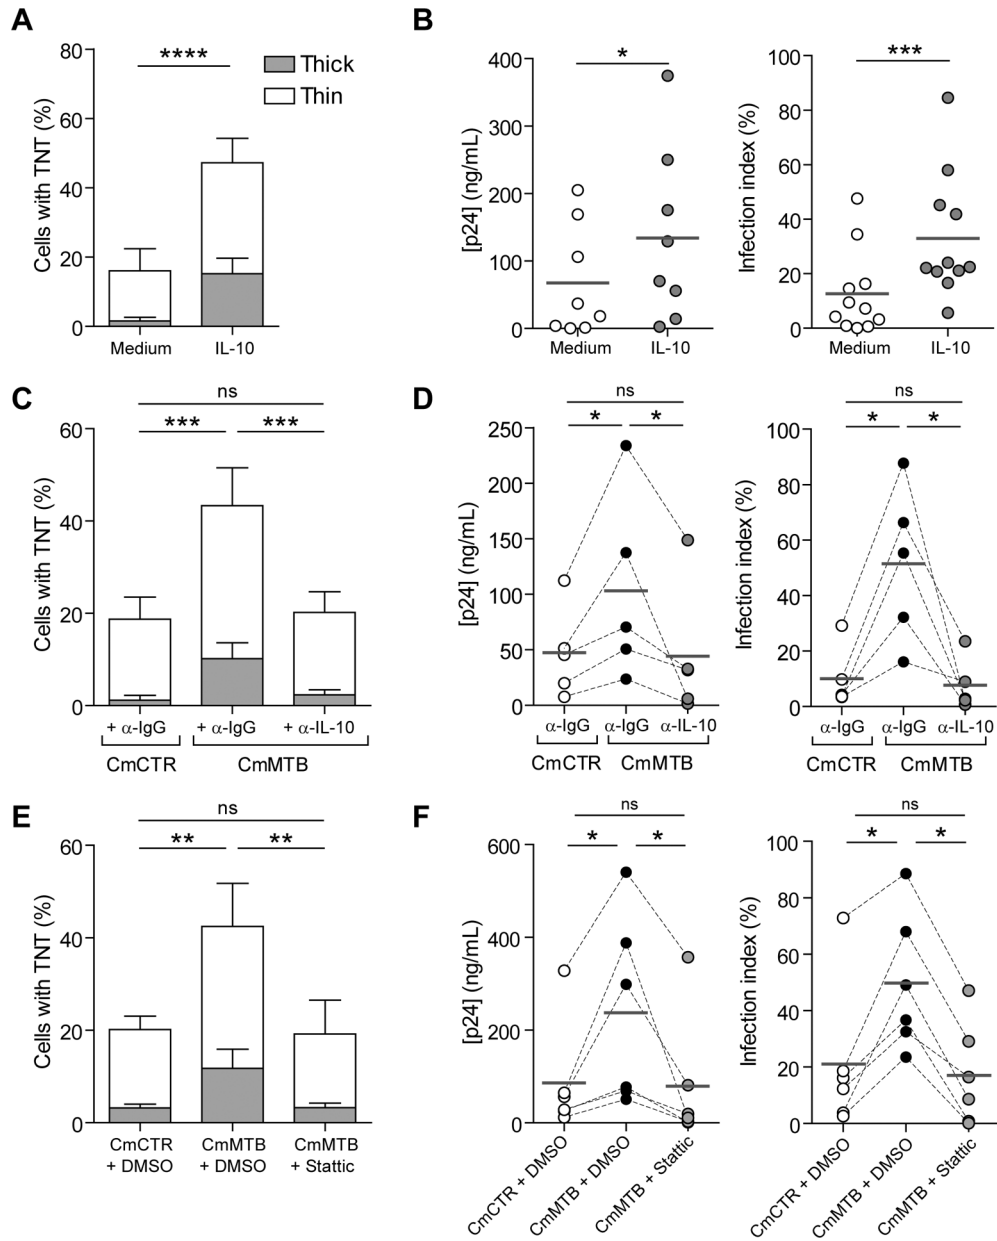 A
Cells with TNT (%)
80
60
40
20
0
****
Thick
Thin
Medium
IL-10
B
[p24] (ng/mL)
400
300
200
100
0
*
Medium
IL-10
Infection index (%)
100
80
60
40
20
0
***
Medium
IL-10
C
Cells with TNT (%)
60
40
20
0
ns
***
***
+ α-IgG
+ α-IgG
+ α-IL-10
CmCTR
CmMTB
D
[p24] (ng/mL)
250
200
150
100
50
0
ns
*
*
α-IgG
α-IgG
α-IL-10
CmCTR
CmMTB
Infection index (%)
100
80
60
40
20
0
ns
*
*
α-IgG
α-IgG
α-IL-10
CmCTR
CmMTB
E
Cells with TNT (%)
60
40
20
0
ns
**
**
CmCTR
+ DMSO
CmMTB
+ DMSO
CmMTB
+ Stattic
F
[p24] (ng/mL)
600
400
200
0
ns
*
*
CmCTR + DMSO
CmMTB + DMSO
CmMTB + Stattic
Infection index (%)
100
80
60
40
20
0
ns
*
*
CmCTR + DMSO
CmMTB + DMSO
CmMTB + Stattic